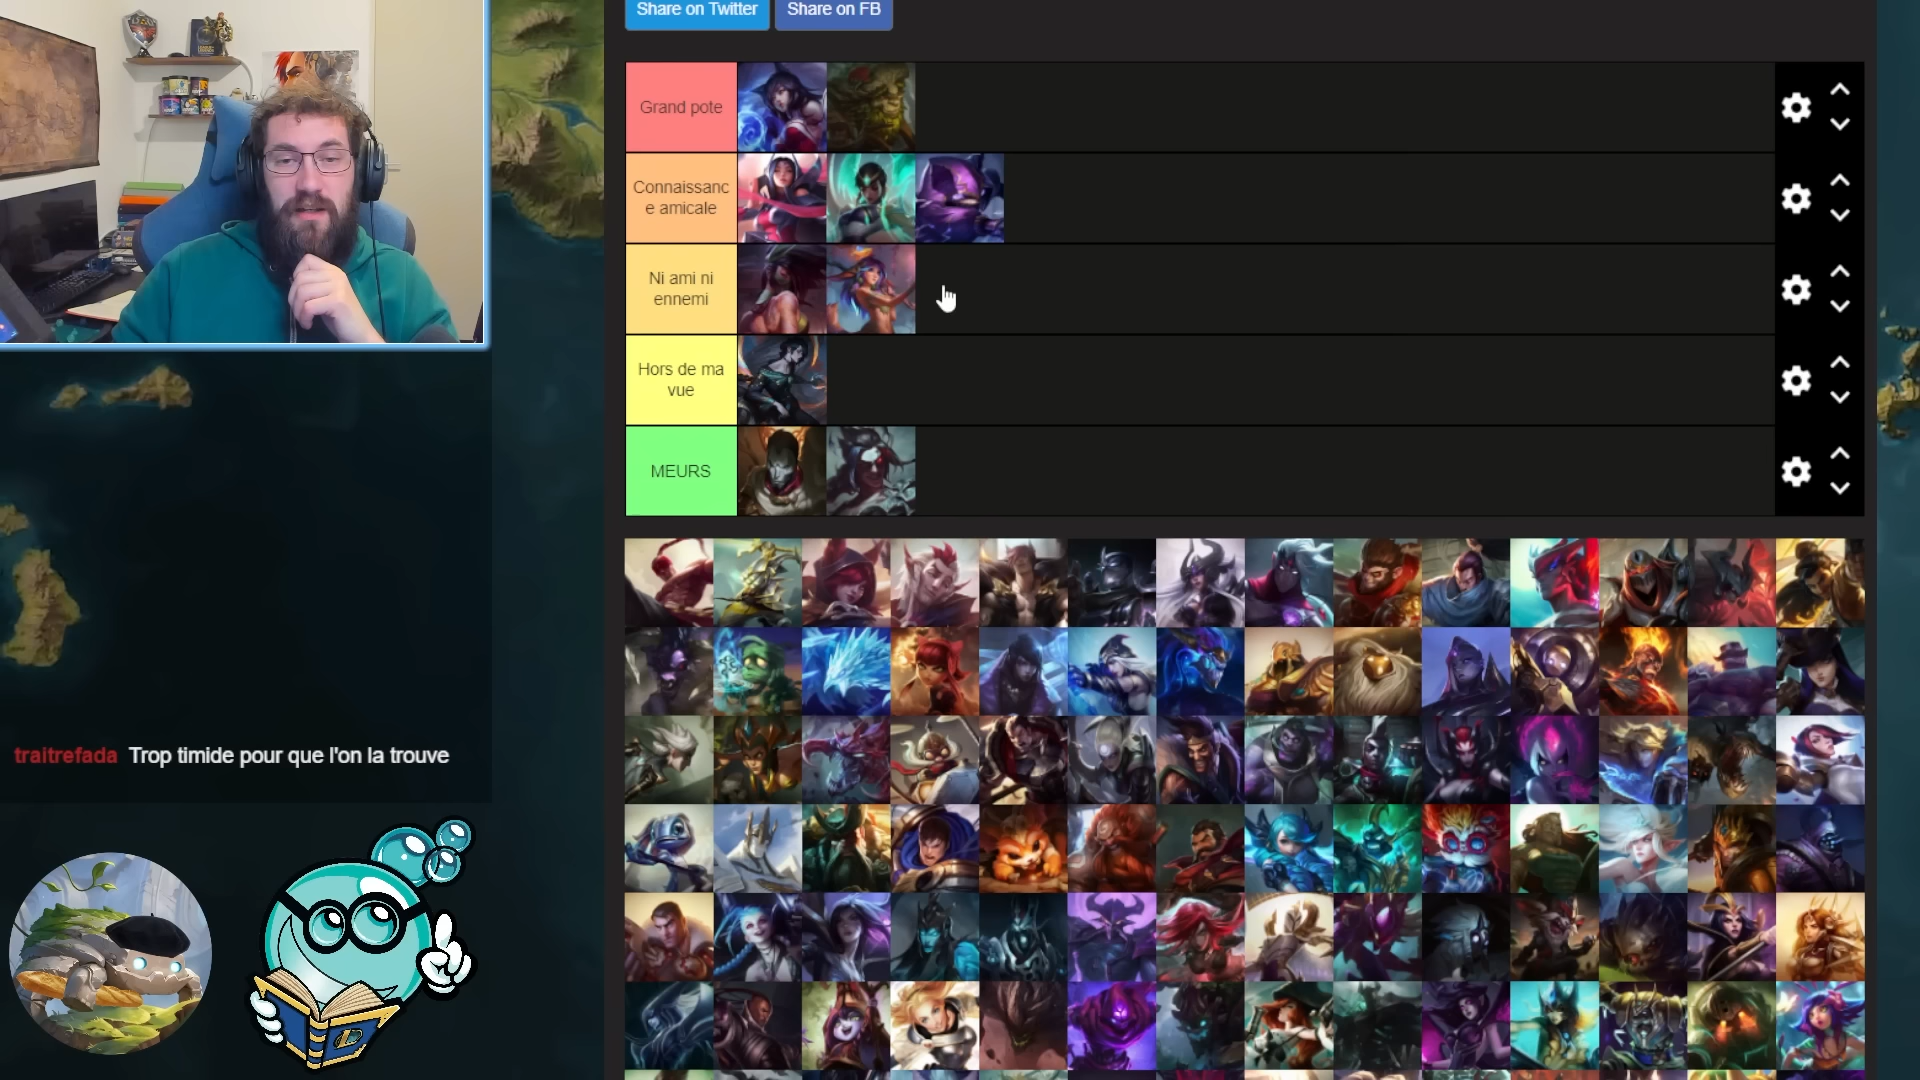 Share on Twitter
Share on FB
Grand pote
Connaissanc
e amicale
Ni ami ni
ennemi
Hors de ma
vue
MEURS
traitrefada Trop timide pour que l'on la trouve